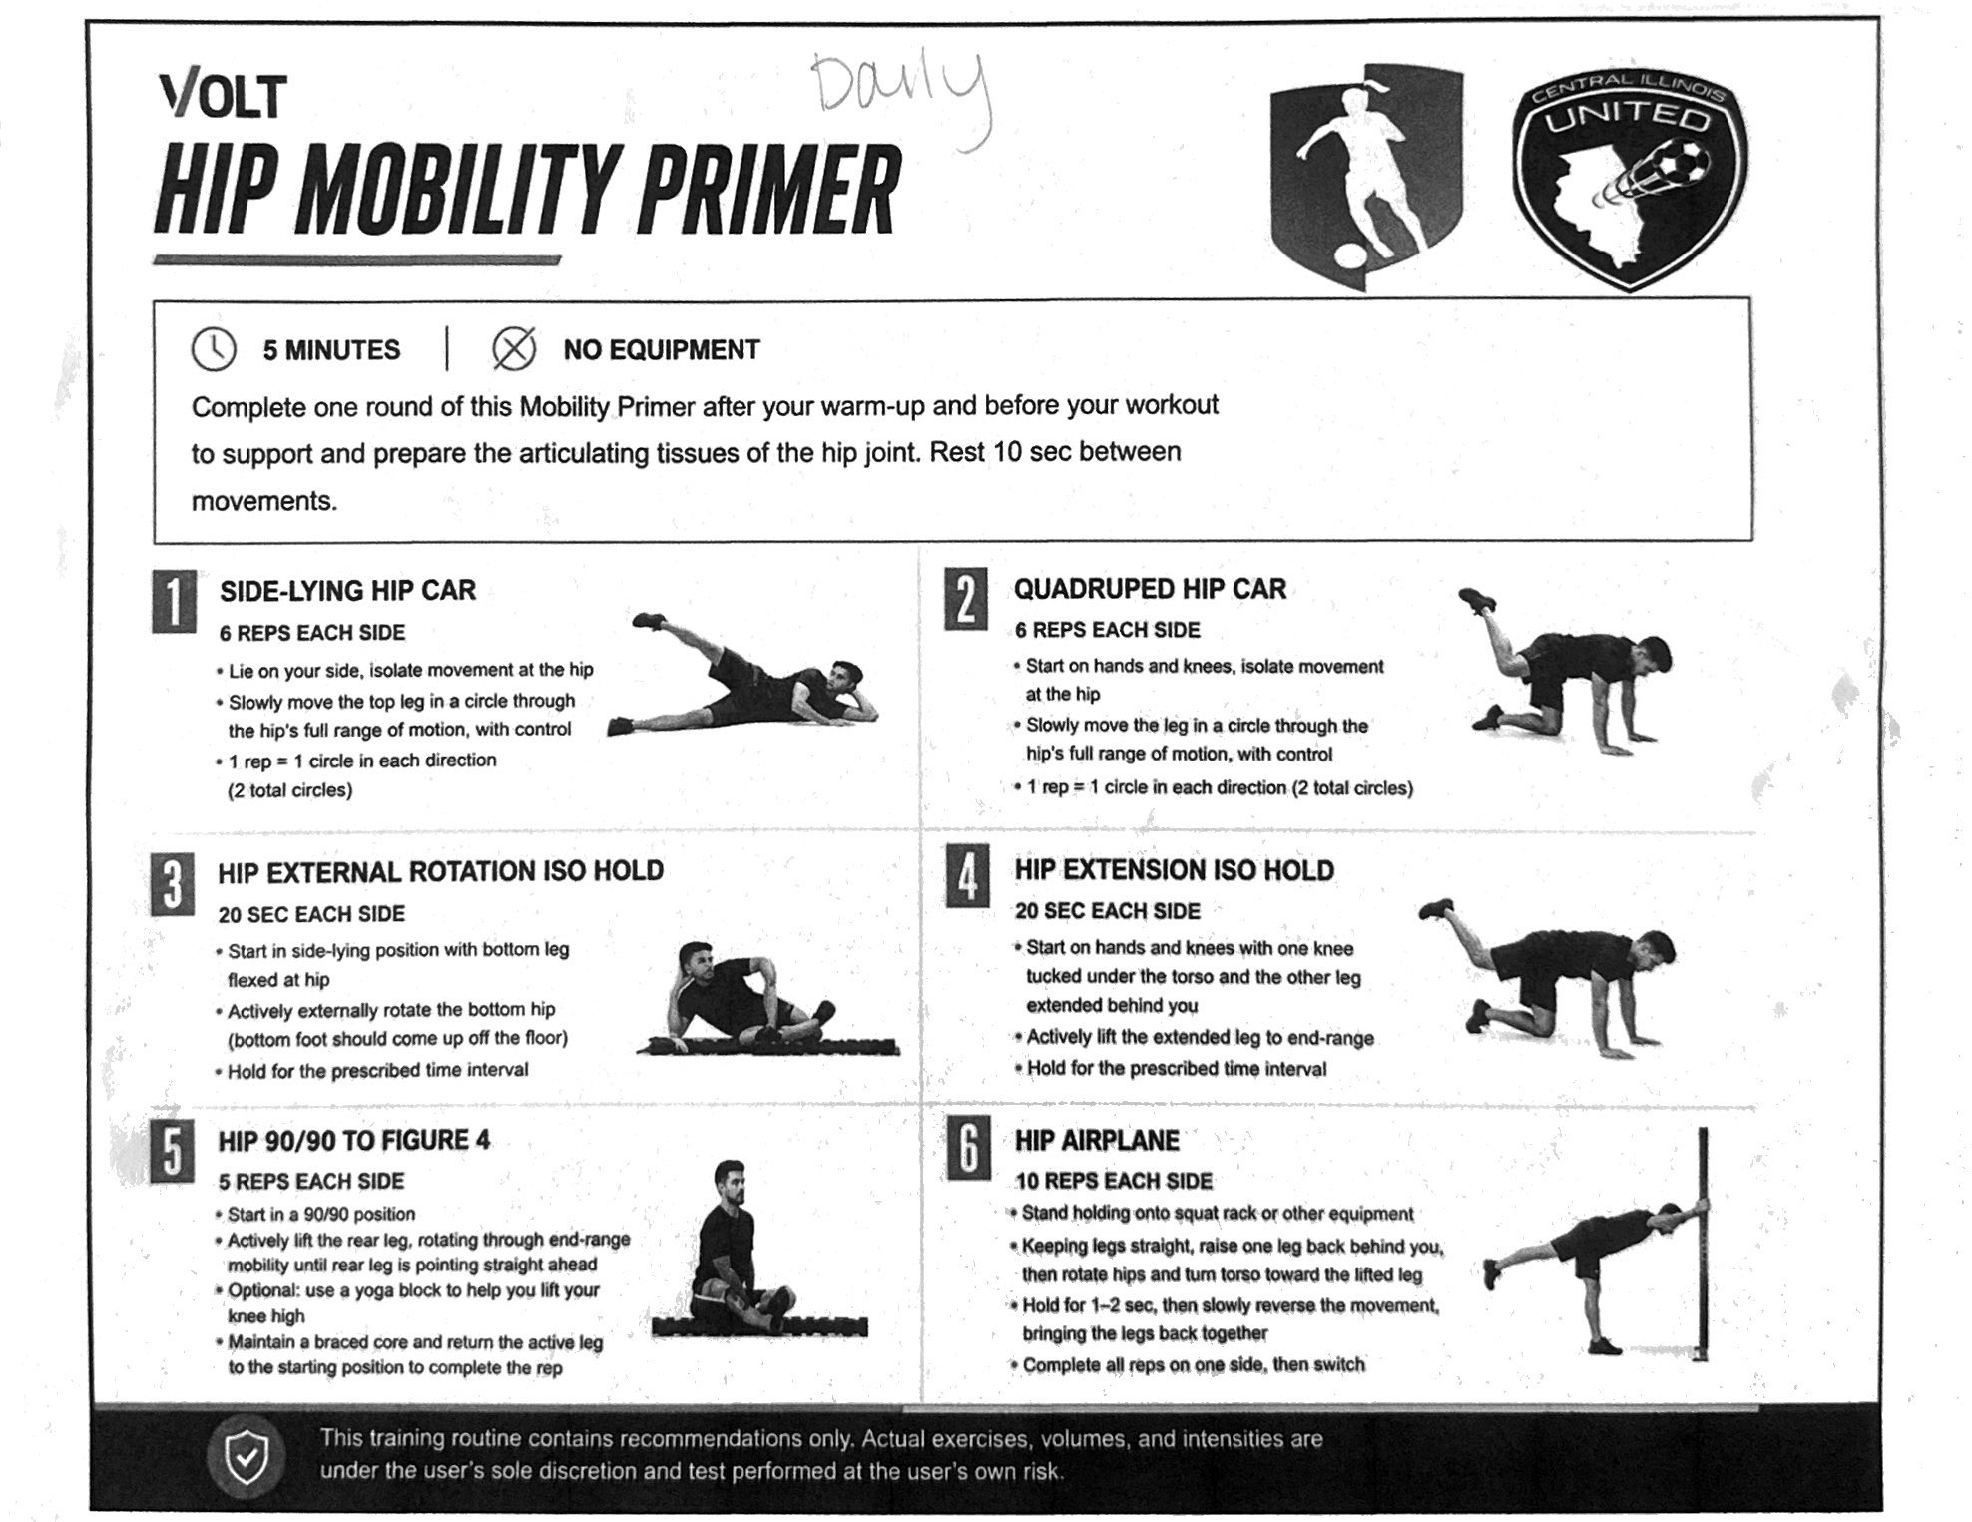 Daily
VOLT
HIP MOBILITY PRIMER
CENTRAL ILLINOIS
UNITED
5 MINUTES | NO EQUIPMENT
Complete one round of this Mobility Primer after your warm-up and before your workout
to support and prepare the articulating tissues of the hip joint. Rest 10 sec between
movements.
1 SIDE-LYING HIP CAR
6 REPS EACH SIDE
• Lie on your side, isolate movement at the hip
• Slowly move the top leg in a circle through
the hip's full range of motion, with control
• 1 rep = 1 circle in each direction
(2 total circles)
2 QUADRUPED HIP CAR
6 REPS EACH SIDE
• Start on hands and knees, isolate movement
at the hip
• Slowly move the leg in a circle through the
hip's full range of motion, with control
• 1 rep = 1 circle in each direction (2 total circles)
3 HIP EXTERNAL ROTATION ISO HOLD
20 SEC EACH SIDE
• Start in side-lying position with bottom leg
flexed at hip
• Actively externally rotate the bottom hip
(bottom foot should come up off the floor)
• Hold for the prescribed time interval
4 HIP EXTENSION ISO HOLD
20 SEC EACH SIDE
• Start on hands and knees with one knee
tucked under the torso and the other leg
extended behind you
• Actively lift the extended leg to end-range
• Hold for the prescribed time interval
5 HIP 90/90 TO FIGURE 4
5 REPS EACH SIDE
• Start in a 90/90 position
• Actively lift the rear leg, rotating through end-range
mobility until rear leg is pointing straight ahead
• Optional: use a yoga block to help you lift your
knee high
• Maintain a braced core and return the active leg
to the starting position to complete the rep
6 HIP AIRPLANE
10 REPS EACH SIDE
• Stand holding onto squat rack or other equipment
• Keeping legs straight, raise one leg back behind you,
then rotate hips and turn torso toward the lifted leg
• Hold for 1–2 sec, then slowly reverse the movement,
bringing the legs back together
• Complete all reps on one side, then switch
This training routine contains recommendations only. Actual exercises, volumes, and intensities are
under the user's sole discretion and test performed at the user's own risk.